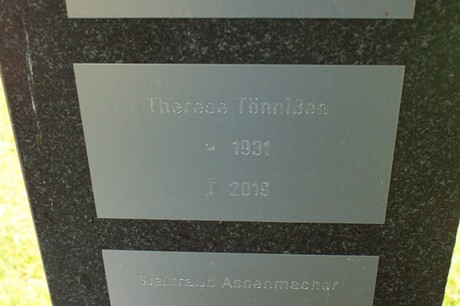 Therese Tönnißen
* 1931
† 2019
Waltraud Assenmacher